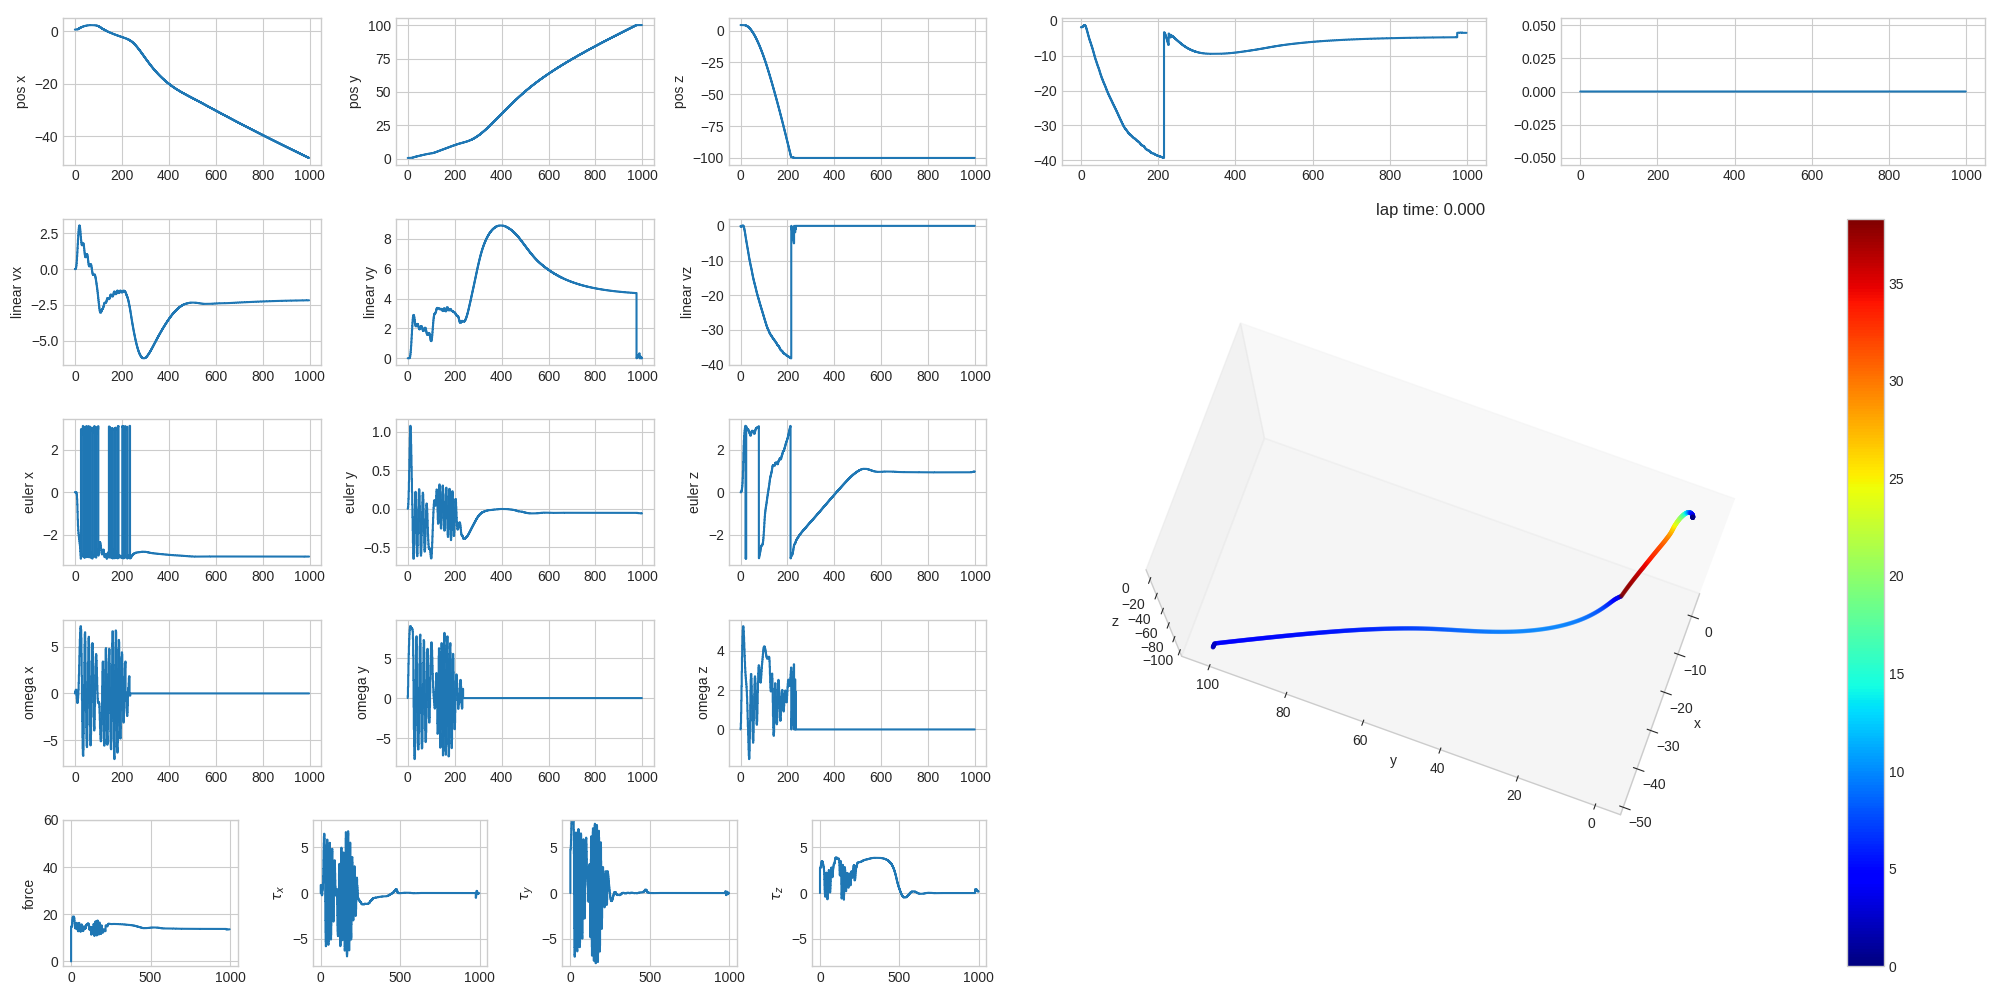 0
−20
−40
pos x
0 200 400 600 800 1000
100
75
50
25
0
pos y
0 200 400 600 800 1000
0
−25
−50
−75
−100
pos z
0 200 400 600 800 1000
0
−10
−20
−30
−40
0 200 400 600 800 1000
0.050
0.025
0.000
−0.025
−0.050
0 200 400 600 800 1000
lap time: 0.000
2.5
0.0
−2.5
−5.0
linear vx
0 200 400 600 800 1000
8
6
4
2
0
linear vy
0 200 400 600 800 1000
0
−10
−20
−30
−40
linear vz
0 200 400 600 800 1000
2
0
−2
euler x
0 200 400 600 800 1000
1.0
0.5
0.0
−0.5
euler y
0 200 400 600 800 1000
2
0
−2
euler z
0 200 400 600 800 1000
5
0
−5
omega x
0 200 400 600 800 1000
5
0
−5
omega y
0 200 400 600 800 1000
4
2
0
omega z
0 200 400 600 800 1000
60
40
20
0
force
0 500 1000
5
0
−5
τx
0 500 1000
5
0
−5
τy
0 500 1000
5
0
−5
τz
0 500 1000
0
−20
−40
−60
−80
−100
z
100
80
60
40
20
0
y
0
−10
−20
−30
−40
−50
x
35
30
25
20
15
10
5
0